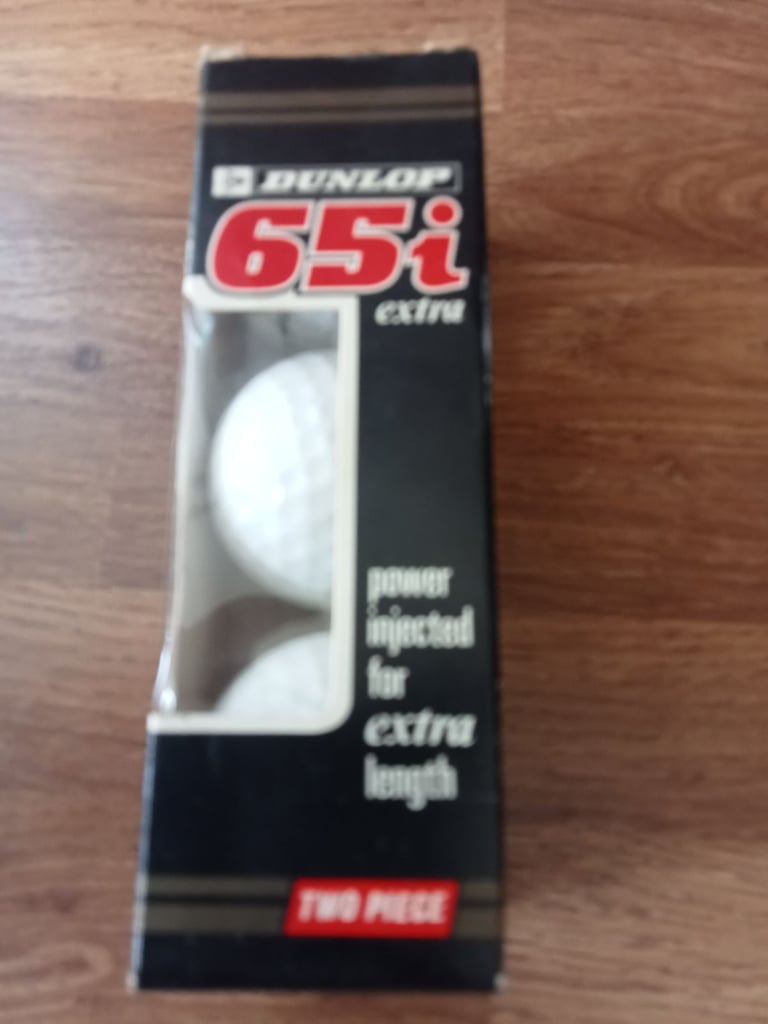 DUNLOP
65i
extra
power
injected
for
extra
length
TWO PIECE